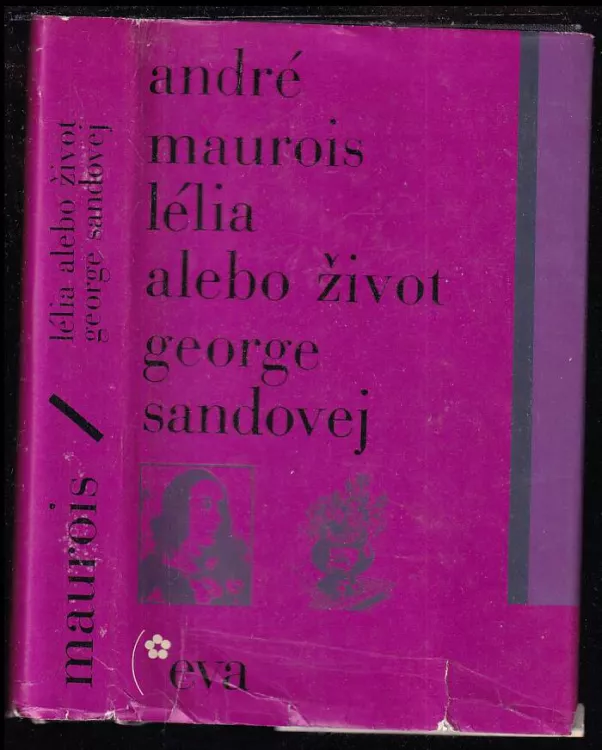 andré
maurois
lélia
alebo život
george
sandovej
eva
maurois / lélia alebo život
george sandovej